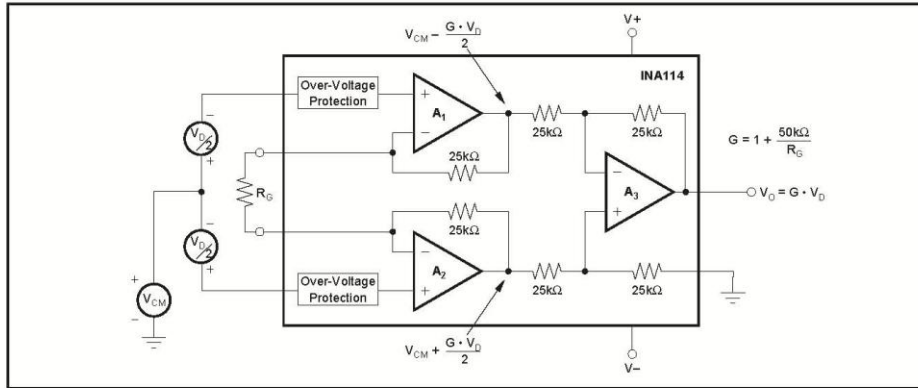 V_CM − G · V_D / 2
V+
INA114
Over-Voltage
Protection
+
A₁
−
−
V_D/2
+
25kΩ
25kΩ
25kΩ
G = 1 + 50kΩ / R_G
R_G
−
A₃
+
V_O = G · V_D
−
V_D/2
+
25kΩ
−
A₂
+
Over-Voltage
Protection
25kΩ
25kΩ
+
V_CM
−
V_CM + G · V_D / 2
V−